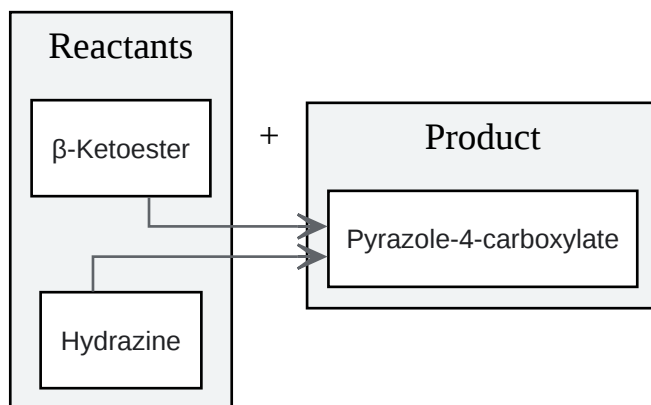 Reactants
β-Ketoester
Hydrazine
+
Product
Pyrazole-4-carboxylate